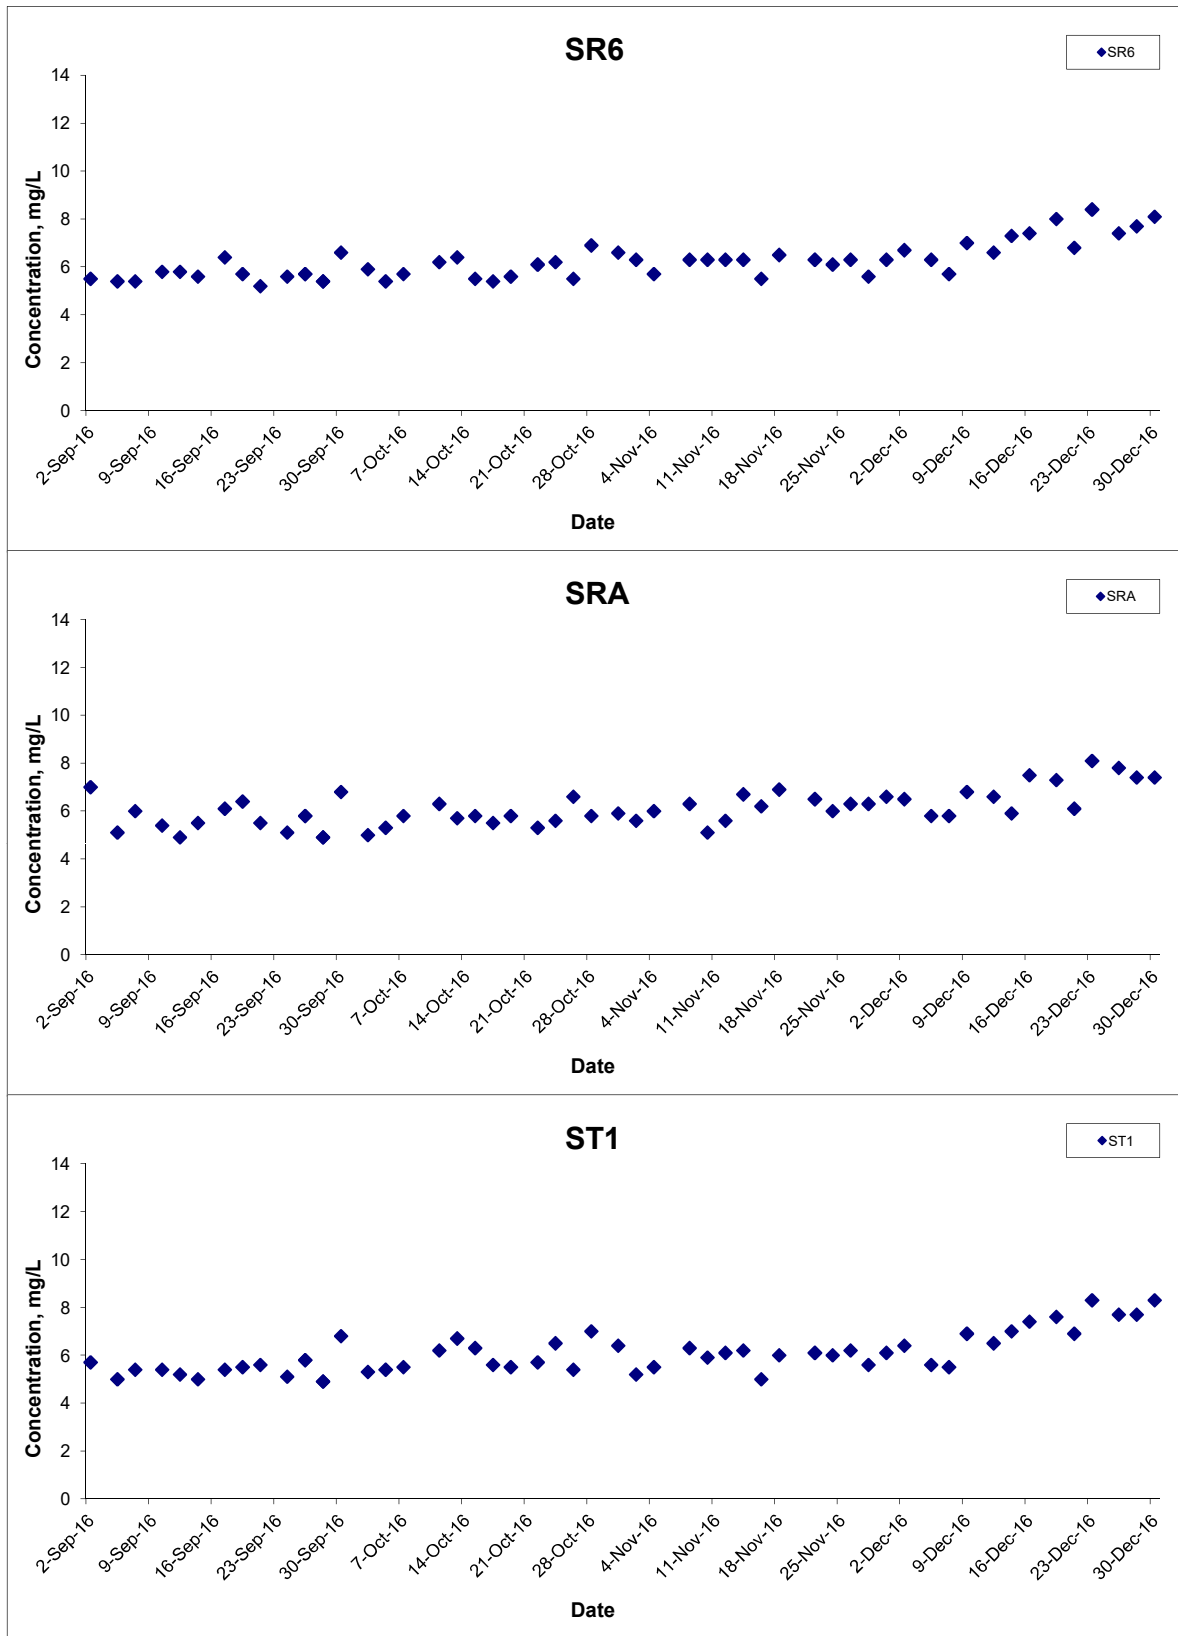 SR6
SR6
14
12
10
8
6
4
2
0
Concentration, mg/L
2-Sep-16
9-Sep-16
16-Sep-16
23-Sep-16
30-Sep-16
7-Oct-16
14-Oct-16
21-Oct-16
28-Oct-16
4-Nov-16
11-Nov-16
18-Nov-16
25-Nov-16
2-Dec-16
9-Dec-16
16-Dec-16
23-Dec-16
30-Dec-16
Date
SRA
SRA
14
12
10
8
6
4
2
0
Concentration, mg/L
2-Sep-16
9-Sep-16
16-Sep-16
23-Sep-16
30-Sep-16
7-Oct-16
14-Oct-16
21-Oct-16
28-Oct-16
4-Nov-16
11-Nov-16
18-Nov-16
25-Nov-16
2-Dec-16
9-Dec-16
16-Dec-16
23-Dec-16
30-Dec-16
Date
ST1
ST1
14
12
10
8
6
4
2
0
Concentration, mg/L
2-Sep-16
9-Sep-16
16-Sep-16
23-Sep-16
30-Sep-16
7-Oct-16
14-Oct-16
21-Oct-16
28-Oct-16
4-Nov-16
11-Nov-16
18-Nov-16
25-Nov-16
2-Dec-16
9-Dec-16
16-Dec-16
23-Dec-16
30-Dec-16
Date